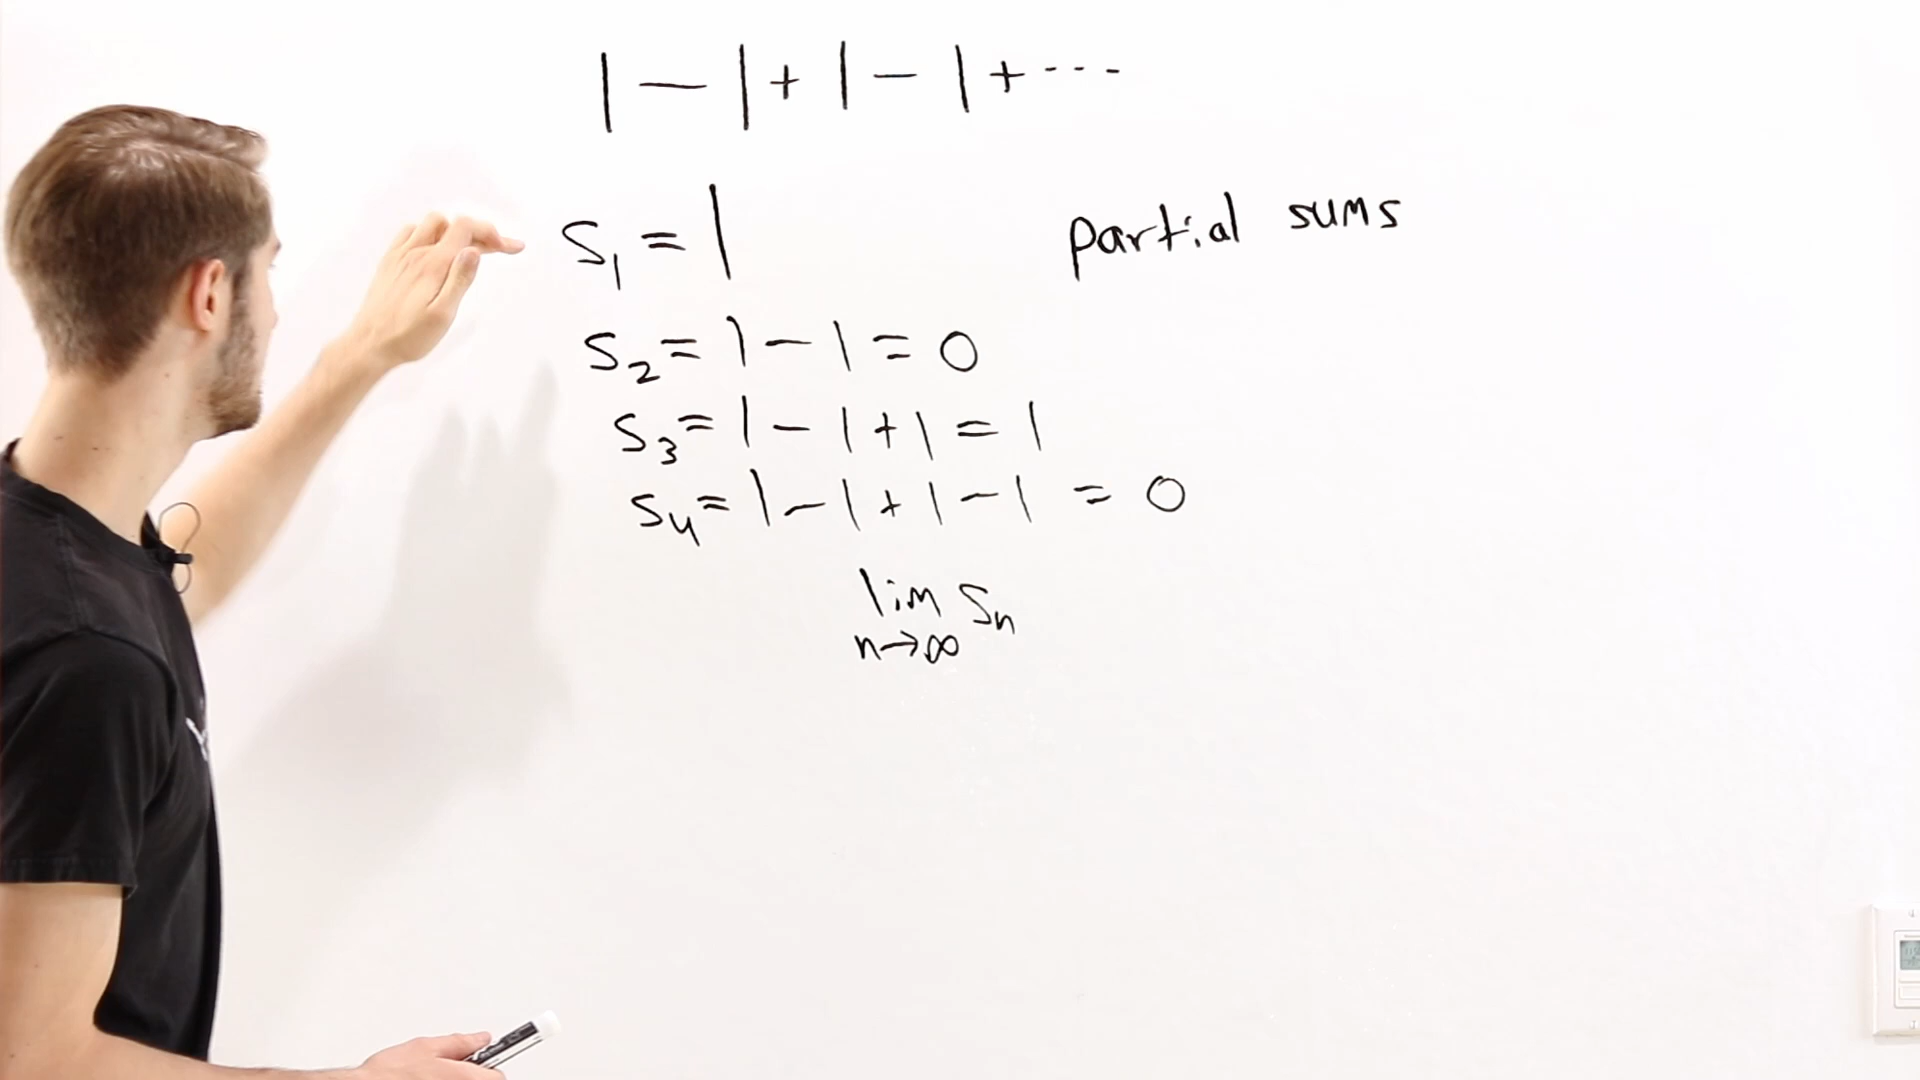 1 − 1 + 1 − 1 + ⋯
S₁ = 1
partial sums
S₂ = 1 − 1 = 0
S₃ = 1 − 1 + 1 = 1
S₄ = 1 − 1 + 1 − 1 = 0
lim Sₙ
n→∞